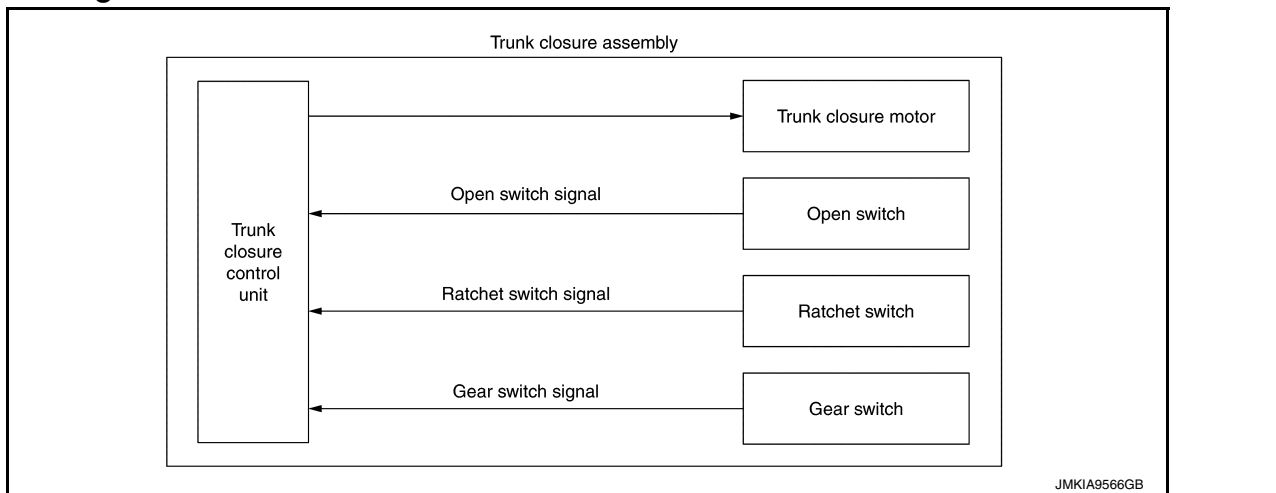 Trunk closure assembly
Trunk closure motor
Open switch signal
Open switch
Trunk
closure
control
unit
Ratchet switch signal
Ratchet switch
Gear switch signal
Gear switch
JMKIA9566GB